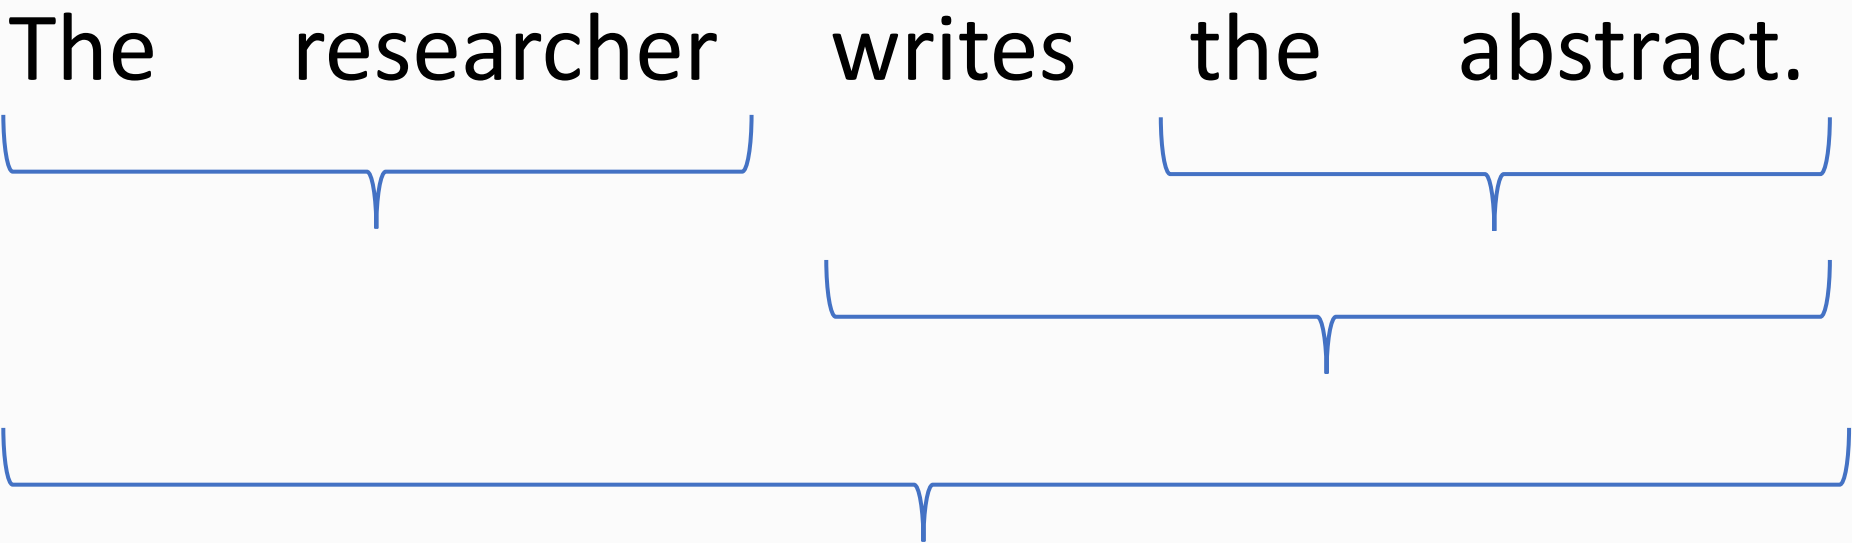 The researcher writes the abstract.